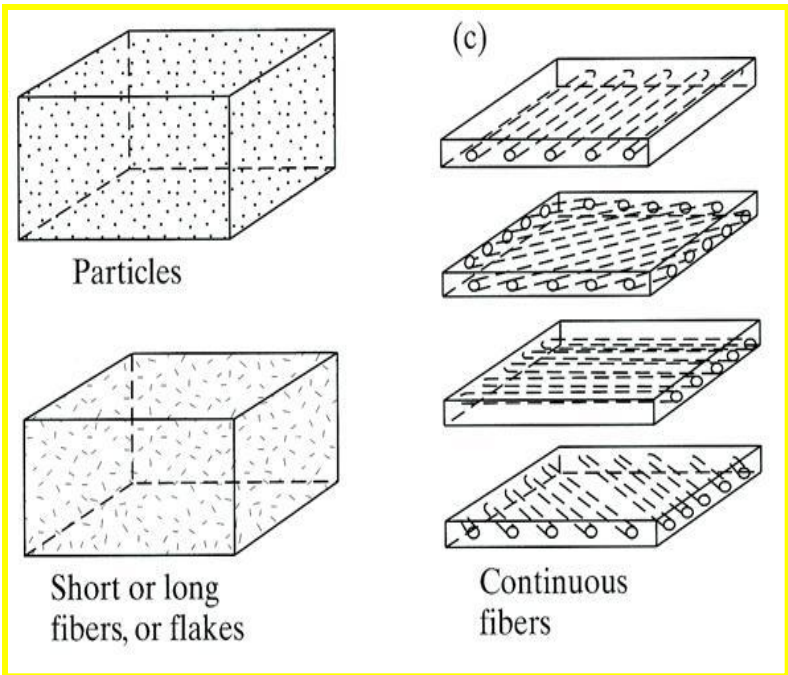 Particles
Short or long
fibers, or flakes
(c)
Continuous
fibers